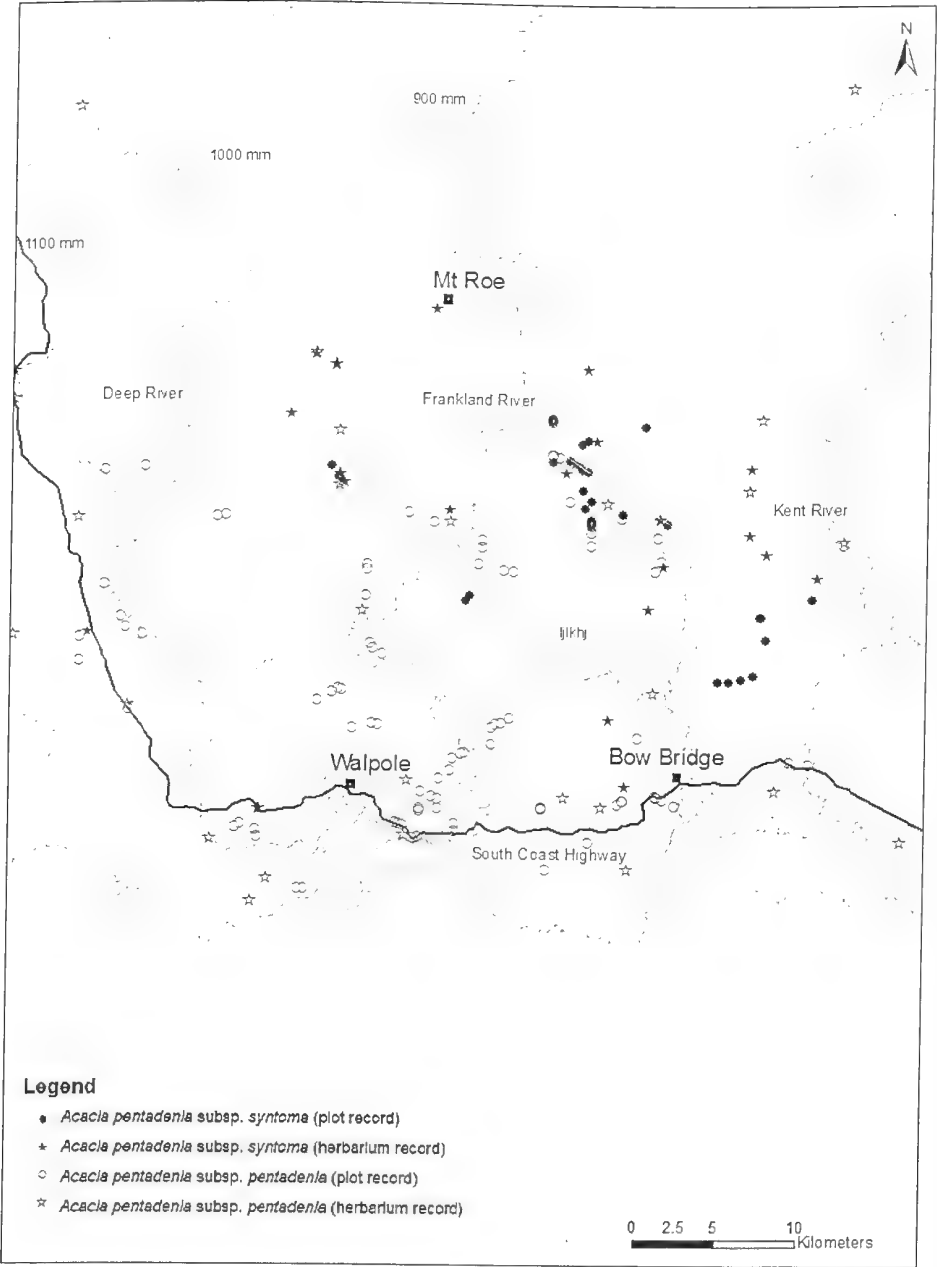 N
900 mm
1000 mm
1100 mm
Mt Roe
Deep River
Frankland River
Kent River
ljlkhj
Walpole
Bow Bridge
South Coast Highway
Legend
Acacia pentadenia subsp. syntoma (plot record)
Acacia pentadenia subsp. syntoma (herbarium record)
Acacia pentadenia subsp. pentadenia (plot record)
Acacia pentadenia subsp. pentadenia (herbarium record)
0 2.5 5 10
Kilometers